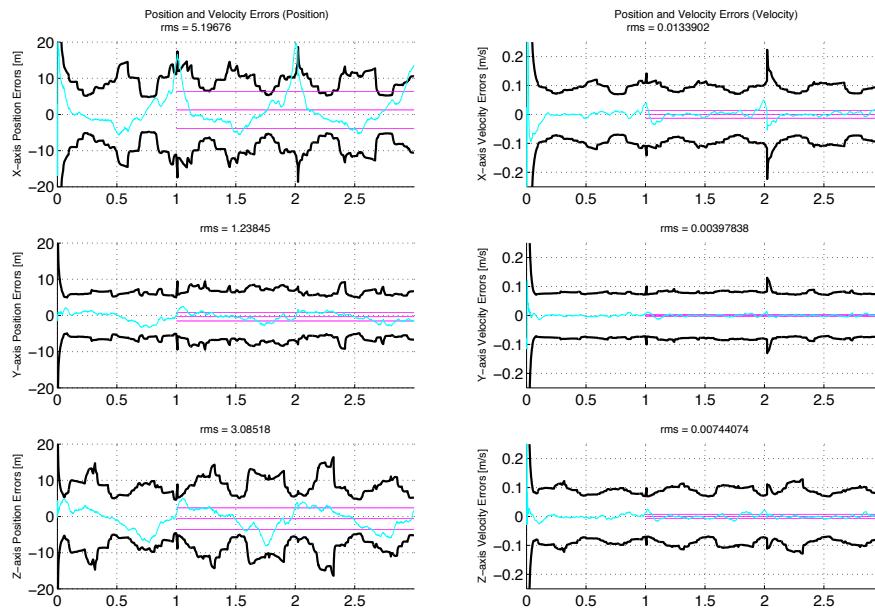 Position and Velocity Errors (Position)
rms = 5.19676
X−axis Position Errors [m]
20
10
0
−10
−20
0 0.5 1 1.5 2 2.5
Position and Velocity Errors (Velocity)
rms = 0.0133902
X−axis Velocity Errors [m/s]
0.2
0.1
0
−0.1
−0.2
0 0.5 1 1.5 2 2.5
rms = 1.23845
Y−axis Position Errors [m]
20
10
0
−10
−20
0 0.5 1 1.5 2 2.5
rms = 0.00397838
Y−axis Velocity Errors [m/s]
0.2
0.1
0
−0.1
−0.2
0 0.5 1 1.5 2 2.5
rms = 3.08518
Z−axis Position Errors [m]
20
10
0
−10
−20
0 0.5 1 1.5 2 2.5
rms = 0.00744074
Z−axis Velocity Errors [m/s]
0.2
0.1
0
−0.1
−0.2
0 0.5 1 1.5 2 2.5